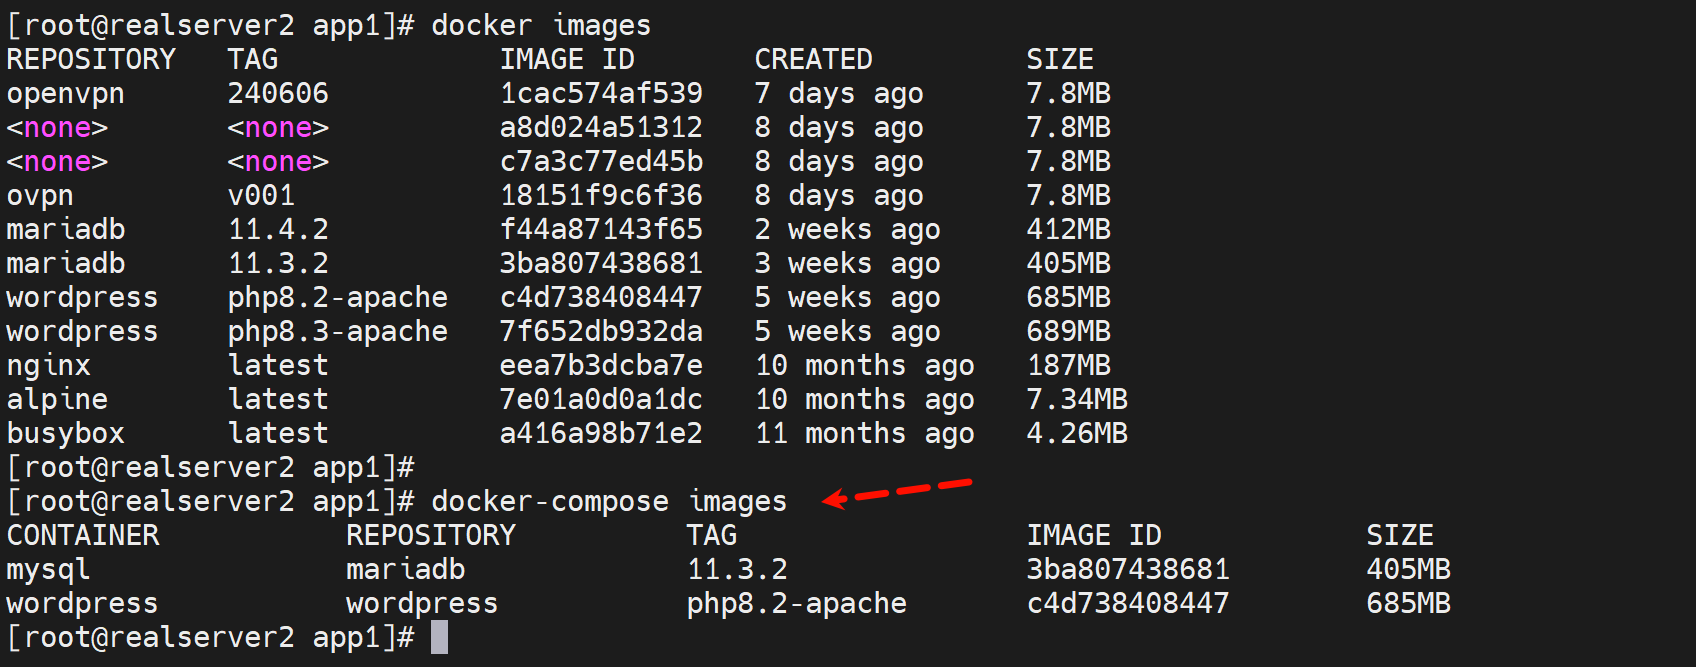 [root@realserver2 app1]# docker images
REPOSITORY   TAG             IMAGE ID       CREATED         SIZE
openvpn      240606          1cac574af539   7 days ago      7.8MB
<none>       <none>          a8d024a51312   8 days ago      7.8MB
<none>       <none>          c7a3c77ed45b   8 days ago      7.8MB
ovpn         v001            18151f9c6f36   8 days ago      7.8MB
mariadb      11.4.2          f44a87143f65   2 weeks ago     412MB
mariadb      11.3.2          3ba807438681   3 weeks ago     405MB
wordpress    php8.2-apache   c4d738408447   5 weeks ago     685MB
wordpress    php8.3-apache   7f652db932da   5 weeks ago     689MB
nginx        latest          eea7b3dcba7e   10 months ago   187MB
alpine       latest          7e01a0d0a1dc   10 months ago   7.34MB
busybox      latest          a416a98b71e2   11 months ago   4.26MB
[root@realserver2 app1]#
[root@realserver2 app1]# docker-compose images
CONTAINER           REPOSITORY          TAG                 IMAGE ID            SIZE
mysql               mariadb             11.3.2              3ba807438681        405MB
wordpress           wordpress           php8.2-apache       c4d738408447        685MB
[root@realserver2 app1]#